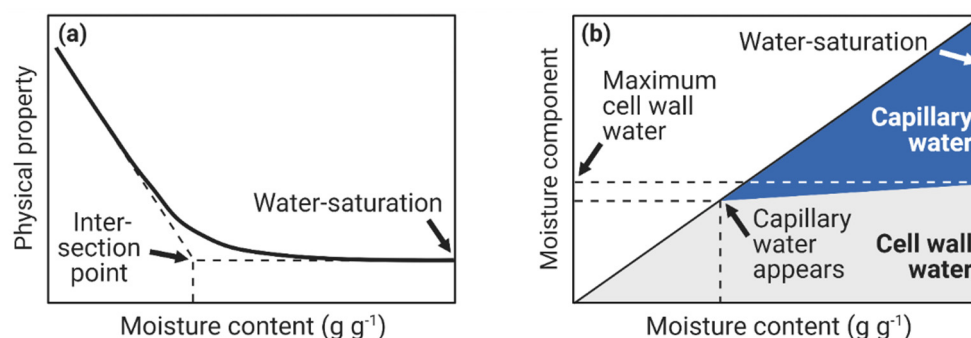 (a)
Physical property
Inter-
section
point
Water-saturation
Moisture content (g g⁻¹)
(b)
Moisture component
Water-saturation
Maximum
cell wall
water
Capillary
water
Capillary
water
appears
Cell wall
water
Moisture content (g g⁻¹)